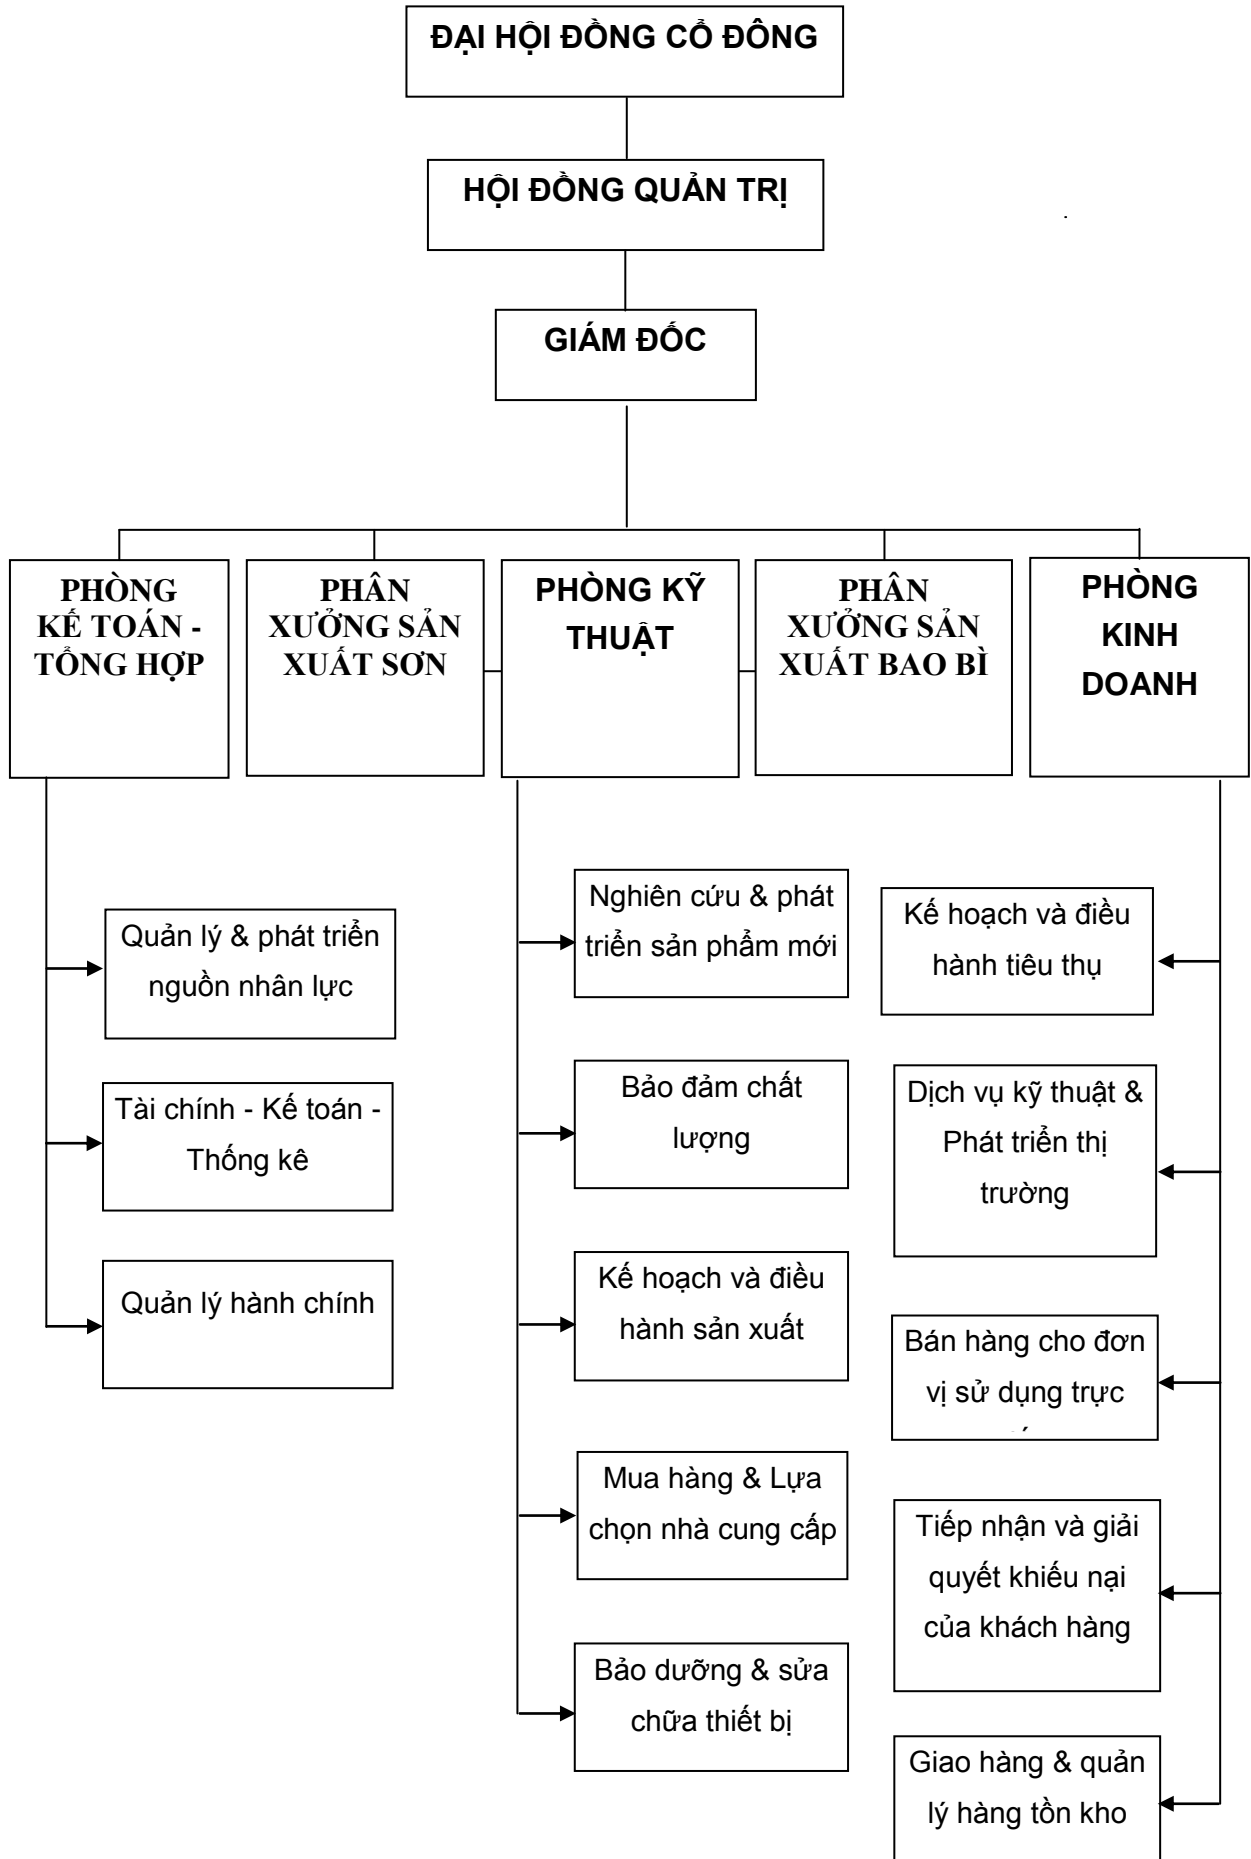 ĐẠI HỘI ĐỒNG CỔ ĐÔNG
HỘI ĐỒNG QUẢN TRỊ
GIÁM ĐỐC
PHÒNG
KẾ TOÁN -
TỔNG HỢP
PHÂN
XƯỞNG SẢN
XUẤT SƠN
PHÒNG KỸ
THUẬT
PHÂN
XƯỞNG SẢN
XUẤT BAO BÌ
PHÒNG
KINH
DOANH
Quản lý & phát triển
nguồn nhân lực
Tài chính - Kế toán -
Thống kê
Quản lý hành chính
Nghiên cứu & phát
triển sản phẩm mới
Bảo đảm chất
lượng
Kế hoạch và điều
hành sản xuất
Mua hàng & Lựa
chọn nhà cung cấp
Bảo dưỡng & sửa
chữa thiết bị
Kế hoạch và điều
hành tiêu thụ
Dịch vụ kỹ thuật &
Phát triển thị
trường
Bán hàng cho đơn
vị sử dụng trực
Tiếp nhận và giải
quyết khiếu nại
của khách hàng
Giao hàng & quản
lý hàng tồn kho